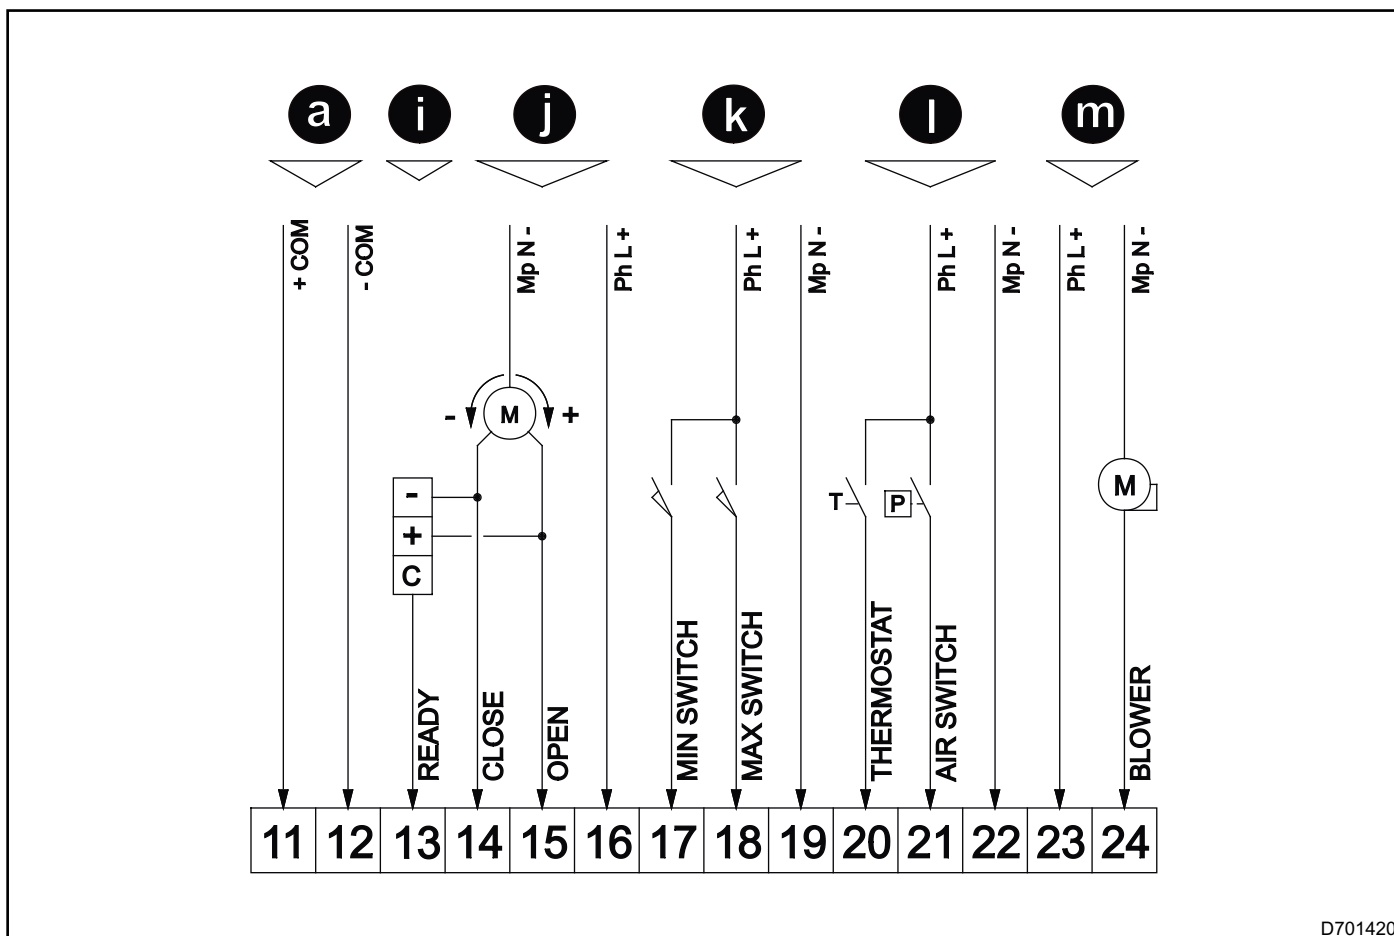 a
i
j
k
l
m
+ COM
- COM
Mp N -
Ph L +
Ph L +
Mp N -
Ph L +
Mp N -
Ph L +
Mp N -
- M +
M
-
+
C
T
P
READY
CLOSE
OPEN
MIN SWITCH
MAX SWITCH
THERMOSTAT
AIR SWITCH
BLOWER
11 12 13 14 15 16 17 18 19 20 21 22 23 24
D701420